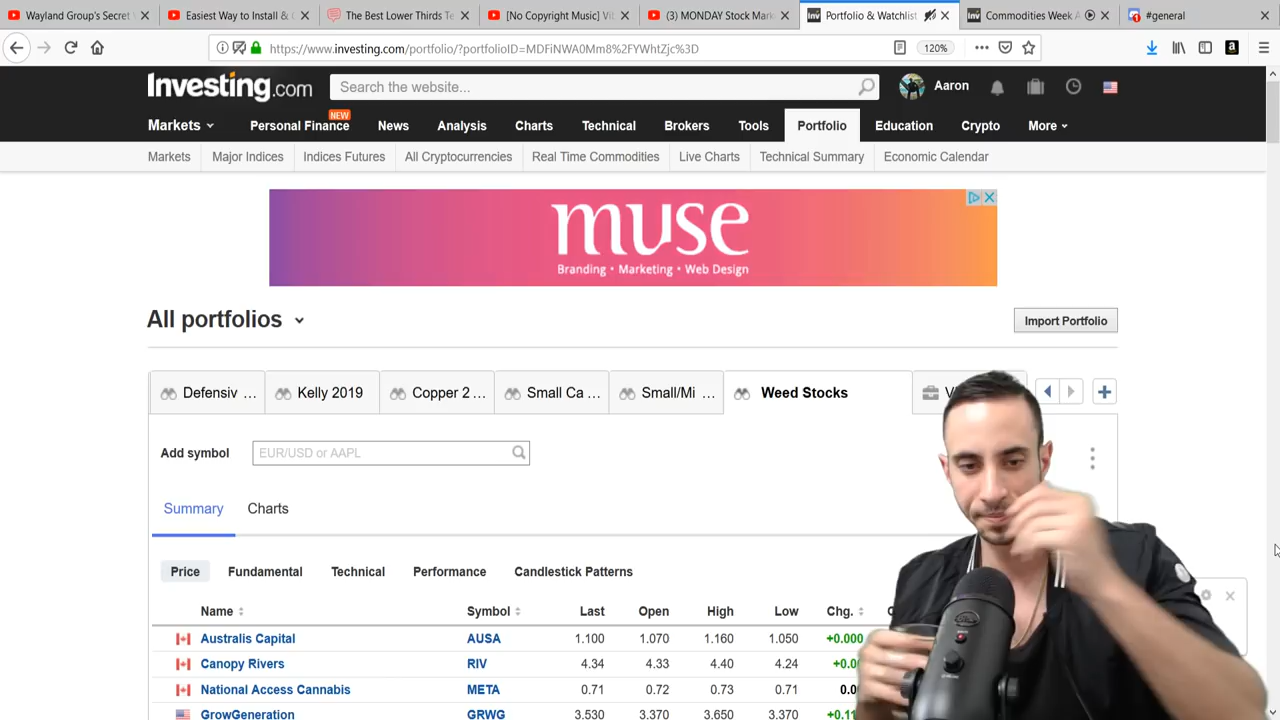 Wayland Group's Secret
Easiest Way to Install &
The Best Lower Thirds Te
[No Copyright Music] Vi
(3) MONDAY Stock Mark
Portfolio & Watchlist
Commodities Week A
#general
https://www.investing.com/portfolio/?portfolioID=MDFiNWA0Mm8%2FYWhtZjc%3D
120%
Investing.com
Search the website...
Aaron
NEW
Markets
Personal Finance
News
Analysis
Charts
Technical
Brokers
Tools
Portfolio
Education
Crypto
More
Markets
Major Indices
Indices Futures
All Cryptocurrencies
Real Time Commodities
Live Charts
Technical Summary
Economic Calendar
muse
Branding • Marketing • Web Design
All portfolios
Import Portfolio
Defensiv ...
Kelly 2019
Copper 2 ...
Small Ca ...
Small/Mi ...
Weed Stocks
Add symbol
EUR/USD or AAPL
Summary
Charts
Price
Fundamental
Technical
Performance
Candlestick Patterns
Name Symbol Last Open High Low Chg.
Australis Capital AUSA 1.100 1.070 1.160 1.050 +0.000
Canopy Rivers RIV 4.34 4.33 4.40 4.24
National Access Cannabis META 0.71 0.72 0.73 0.71
GrowGeneration GRWG 3.530 3.370 3.650 3.370